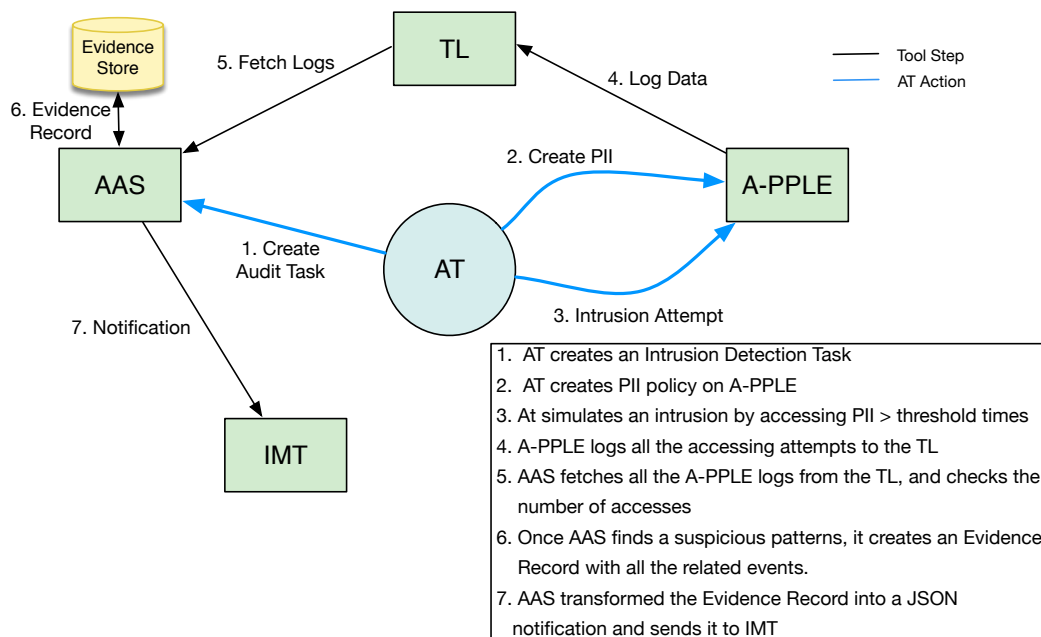 Evidence
Store
TL
5. Fetch Logs
Tool Step
AT Action
4. Log Data
6. Evidence
Record
2. Create PII
AAS
A-PPLE
1. Create
Audit Task
AT
3. Intrusion Attempt
7. Notification
IMT
1. AT creates an Intrusion Detection Task
2. AT creates PII policy on A-PPLE
3. At simulates an intrusion by accessing PII > threshold times
4. A-PPLE logs all the accessing attempts to the TL
5. AAS fetches all the A-PPLE logs from the TL, and checks the
number of accesses
6. Once AAS finds a suspicious patterns, it creates an Evidence
Record with all the related events.
7. AAS transformed the Evidence Record into a JSON
notification and sends it to IMT